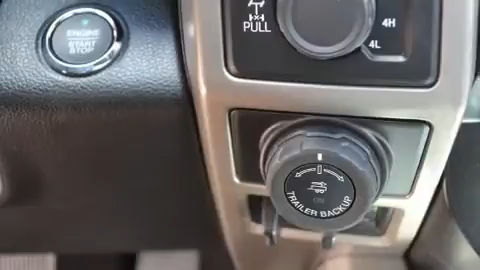 ENGINE
START
STOP
PULL
4H
4L
ON
TRAILER BACKUP